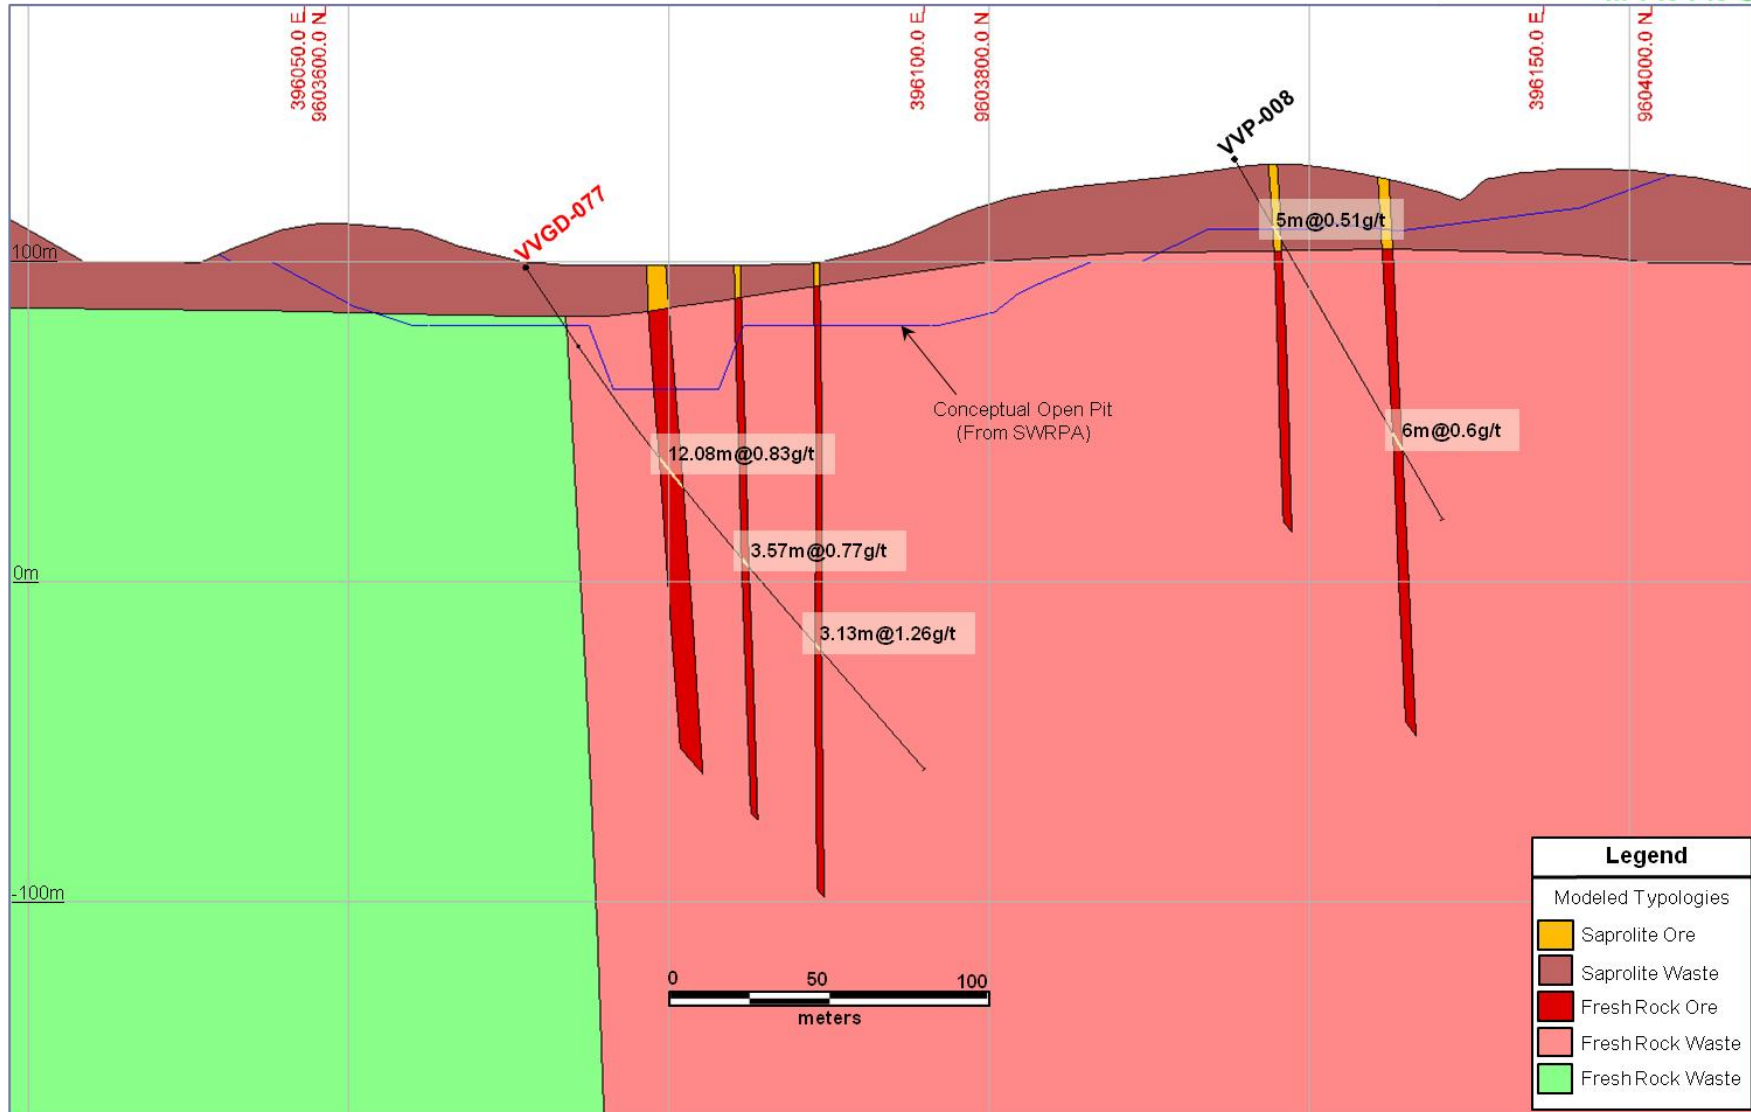 396050.0 E
9603600.0 N
396100.0 E
9603800.0 N
396150.0 E
9604000.0 N
VVP-008
VVGD-077
5m@0.51g/t
100m
Conceptual Open Pit
(From SWRPA)
6m@0.6g/t
12.08m@0.83g/t
3.57m@0.77g/t
0m
3.13m@1.26g/t
-100m
0 50 100
meters
Legend
Modeled Typologies
Saprolite Ore
Saprolite Waste
Fresh Rock Ore
Fresh Rock Waste
Fresh Rock Waste